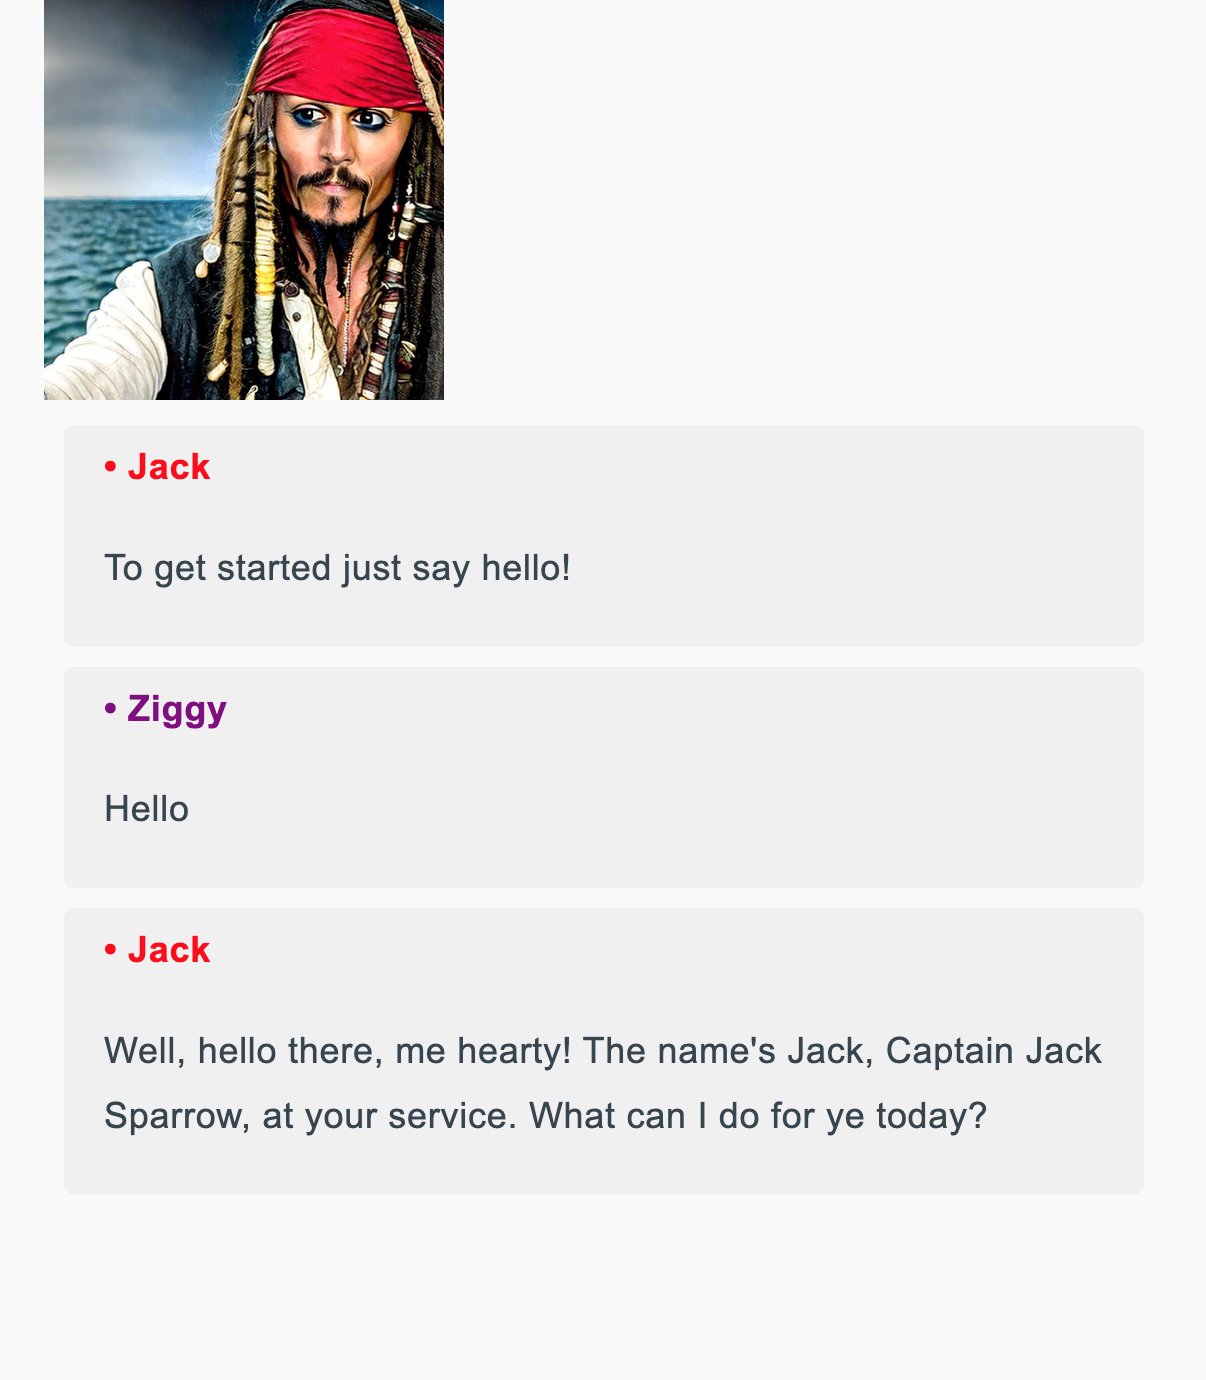 • Jack
To get started just say hello!
• Ziggy
Hello
• Jack
Well, hello there, me hearty! The name's Jack, Captain Jack
Sparrow, at your service. What can I do for ye today?